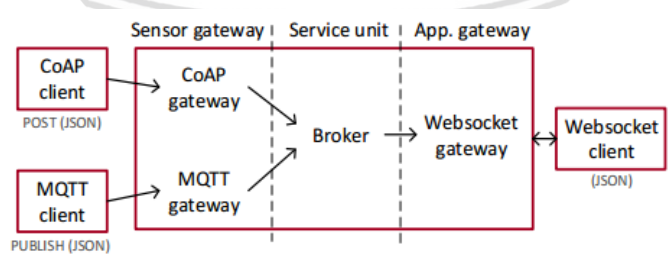 Sensor gateway Service unit App. gateway
CoAP
client
POST (JSON)
CoAP
gateway
MQTT
client
PUBLISH (JSON)
MQTT
gateway
Broker
Websocket
gateway
Websocket
client
(JSON)